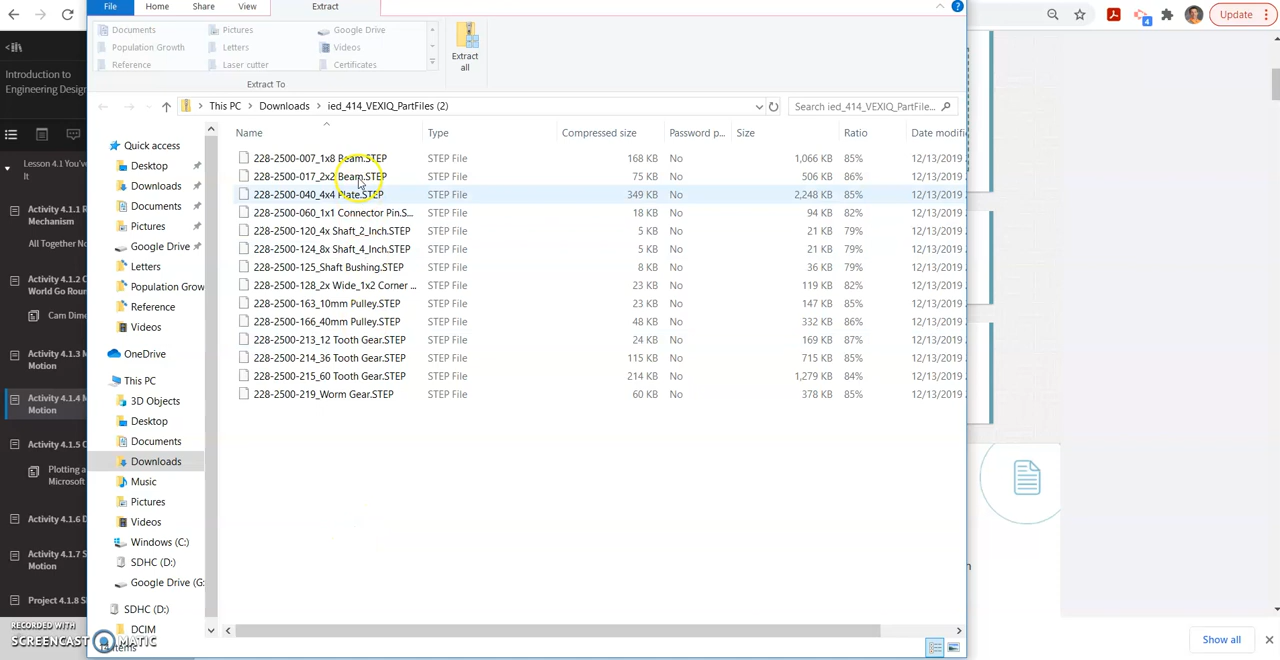 File Home Share View Extract
Update
Documents Pictures Google Drive
Population Growth Letters Videos
Reference Laser cutter Certificates
Extract all
Extract To
This PC > Downloads > ied_414_VEXIQ_PartFiles (2)
Search ied_414_VEXIQ_PartFile...
Name Type Compressed size Password p... Size Ratio Date modifi
228-2500-007_1x8 Beam.STEP STEP File 168 KB No 1,066 KB 85% 12/13/2019
228-2500-017_2x2 Beam.STEP STEP File 75 KB No 506 KB 86% 12/13/2019
228-2500-040_4x4 Plate.STEP STEP File 349 KB No 2,248 KB 85% 12/13/2019
228-2500-060_1x1 Connector Pin.S... STEP File 18 KB No 94 KB 82% 12/13/2019
228-2500-120_4x Shaft_2_Inch.STEP STEP File 5 KB No 21 KB 79% 12/13/2019
228-2500-124_8x Shaft_4_Inch.STEP STEP File 5 KB No 21 KB 79% 12/13/2019
228-2500-125_Shaft Bushing.STEP STEP File 8 KB No 36 KB 79% 12/13/2019
228-2500-128_2x Wide_1x2 Corner ... STEP File 23 KB No 119 KB 82% 12/13/2019
228-2500-163_10mm Pulley.STEP STEP File 23 KB No 147 KB 85% 12/13/2019
228-2500-166_40mm Pulley.STEP STEP File 48 KB No 332 KB 86% 12/13/2019
228-2500-213_12 Tooth Gear.STEP STEP File 24 KB No 169 KB 87% 12/13/2019
228-2500-214_36 Tooth Gear.STEP STEP File 115 KB No 715 KB 85% 12/13/2019
228-2500-215_60 Tooth Gear.STEP STEP File 214 KB No 1,279 KB 84% 12/13/2019
228-2500-219_Worm Gear.STEP STEP File 60 KB No 378 KB 85% 12/13/2019
Quick access
Desktop
Downloads
Documents
Pictures
Google Drive
Letters
Population Grow
Reference
Videos
OneDrive
This PC
3D Objects
Desktop
Documents
Downloads
Music
Pictures
Videos
Windows (C:)
SDHC (D:)
Google Drive (G:
SDHC (D:)
DCIM
Introduction to
Engineering Design
Lesson 4.1 You've
It
Activity 4.1.1 R
Mechanism
All Together No
Activity 4.1.2 C
World Go Roun
Cam Dime
Activity 4.1.3 M
Motion
Activity 4.1.4 M
Motion
Activity 4.1.5 C
Plotting a
Microsoft
Activity 4.1.6 D
Activity 4.1.7 S
Motion
Project 4.1.8 S
RECORDED WITH
SCREENCAST MATIC
items
Show all